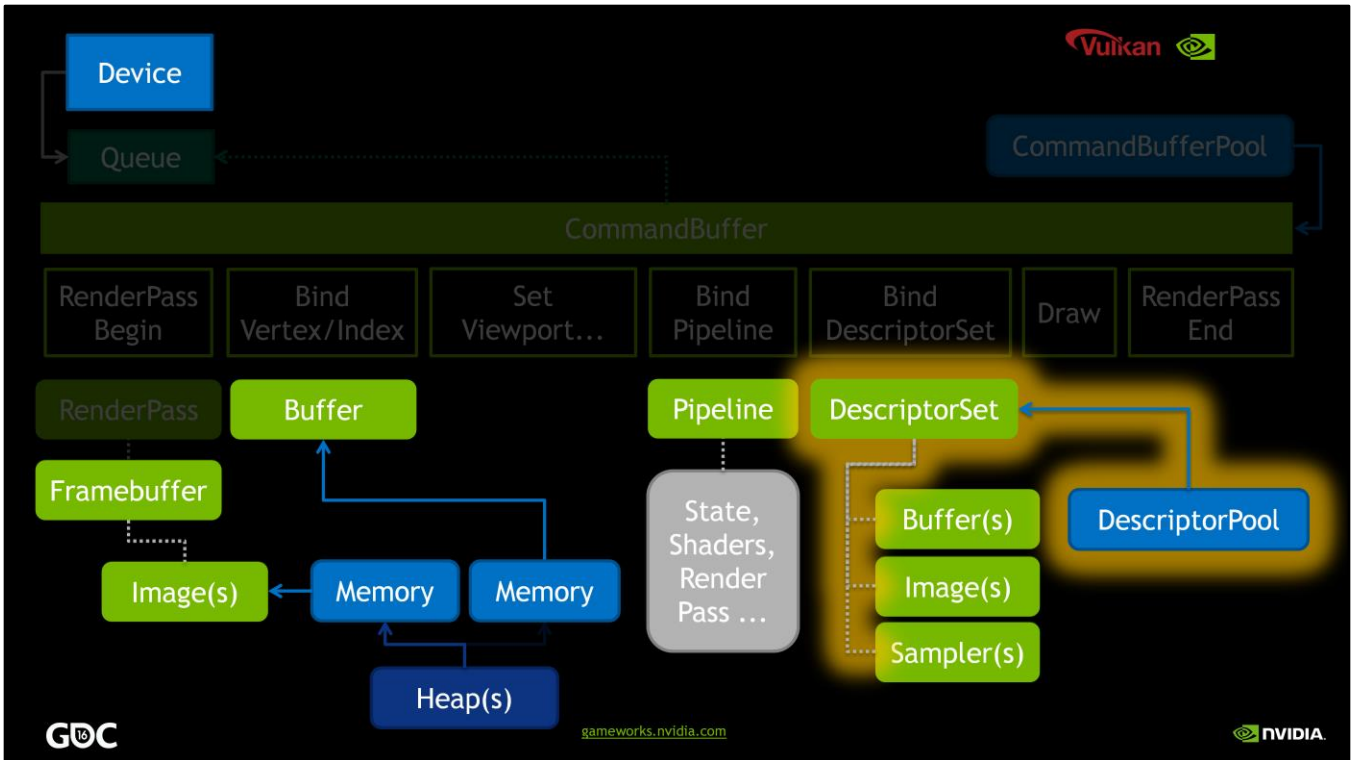 Device
Vulkan
Queue
CommandBufferPool
CommandBuffer
RenderPass
Begin
Bind
Vertex/Index
Set
Viewport...
Bind
Pipeline
Bind
DescriptorSet
Draw
RenderPass
End
RenderPass
Buffer
Pipeline
DescriptorSet
Framebuffer
State,
Shaders,
Render
Pass ...
Buffer(s)
DescriptorPool
Image(s)
Memory
Memory
Image(s)
Sampler(s)
Heap(s)
GDC 16
gameworks.nvidia.com
NVIDIA.